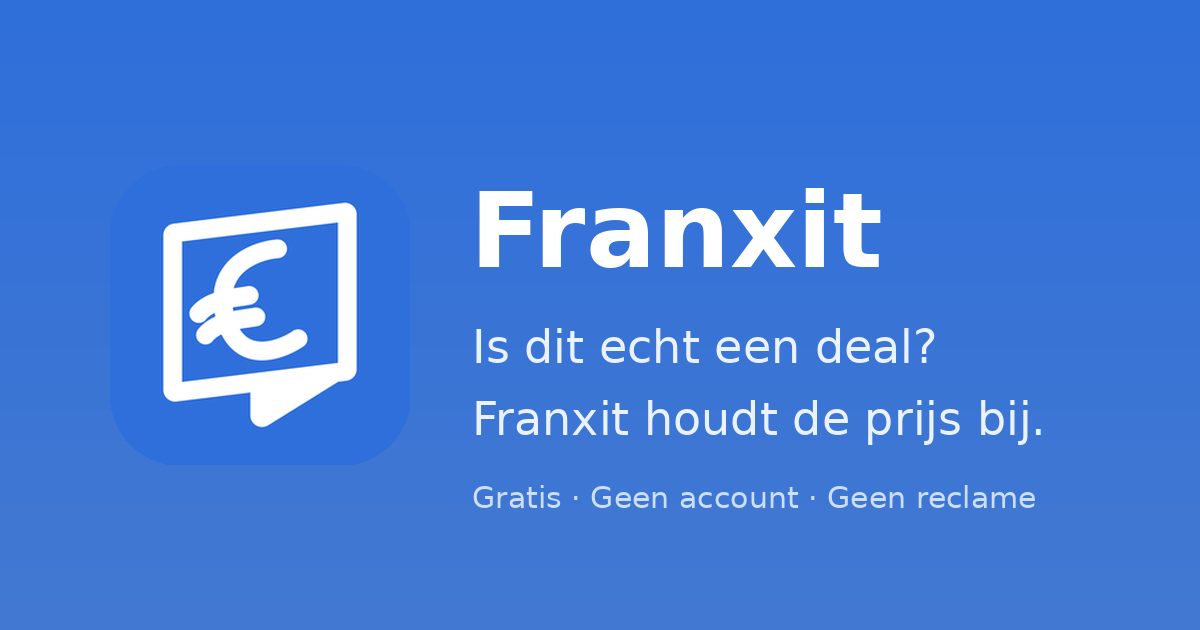 Franxit
Is dit echt een deal?
Franxit houdt de prijs bij.
Gratis · Geen account · Geen reclame